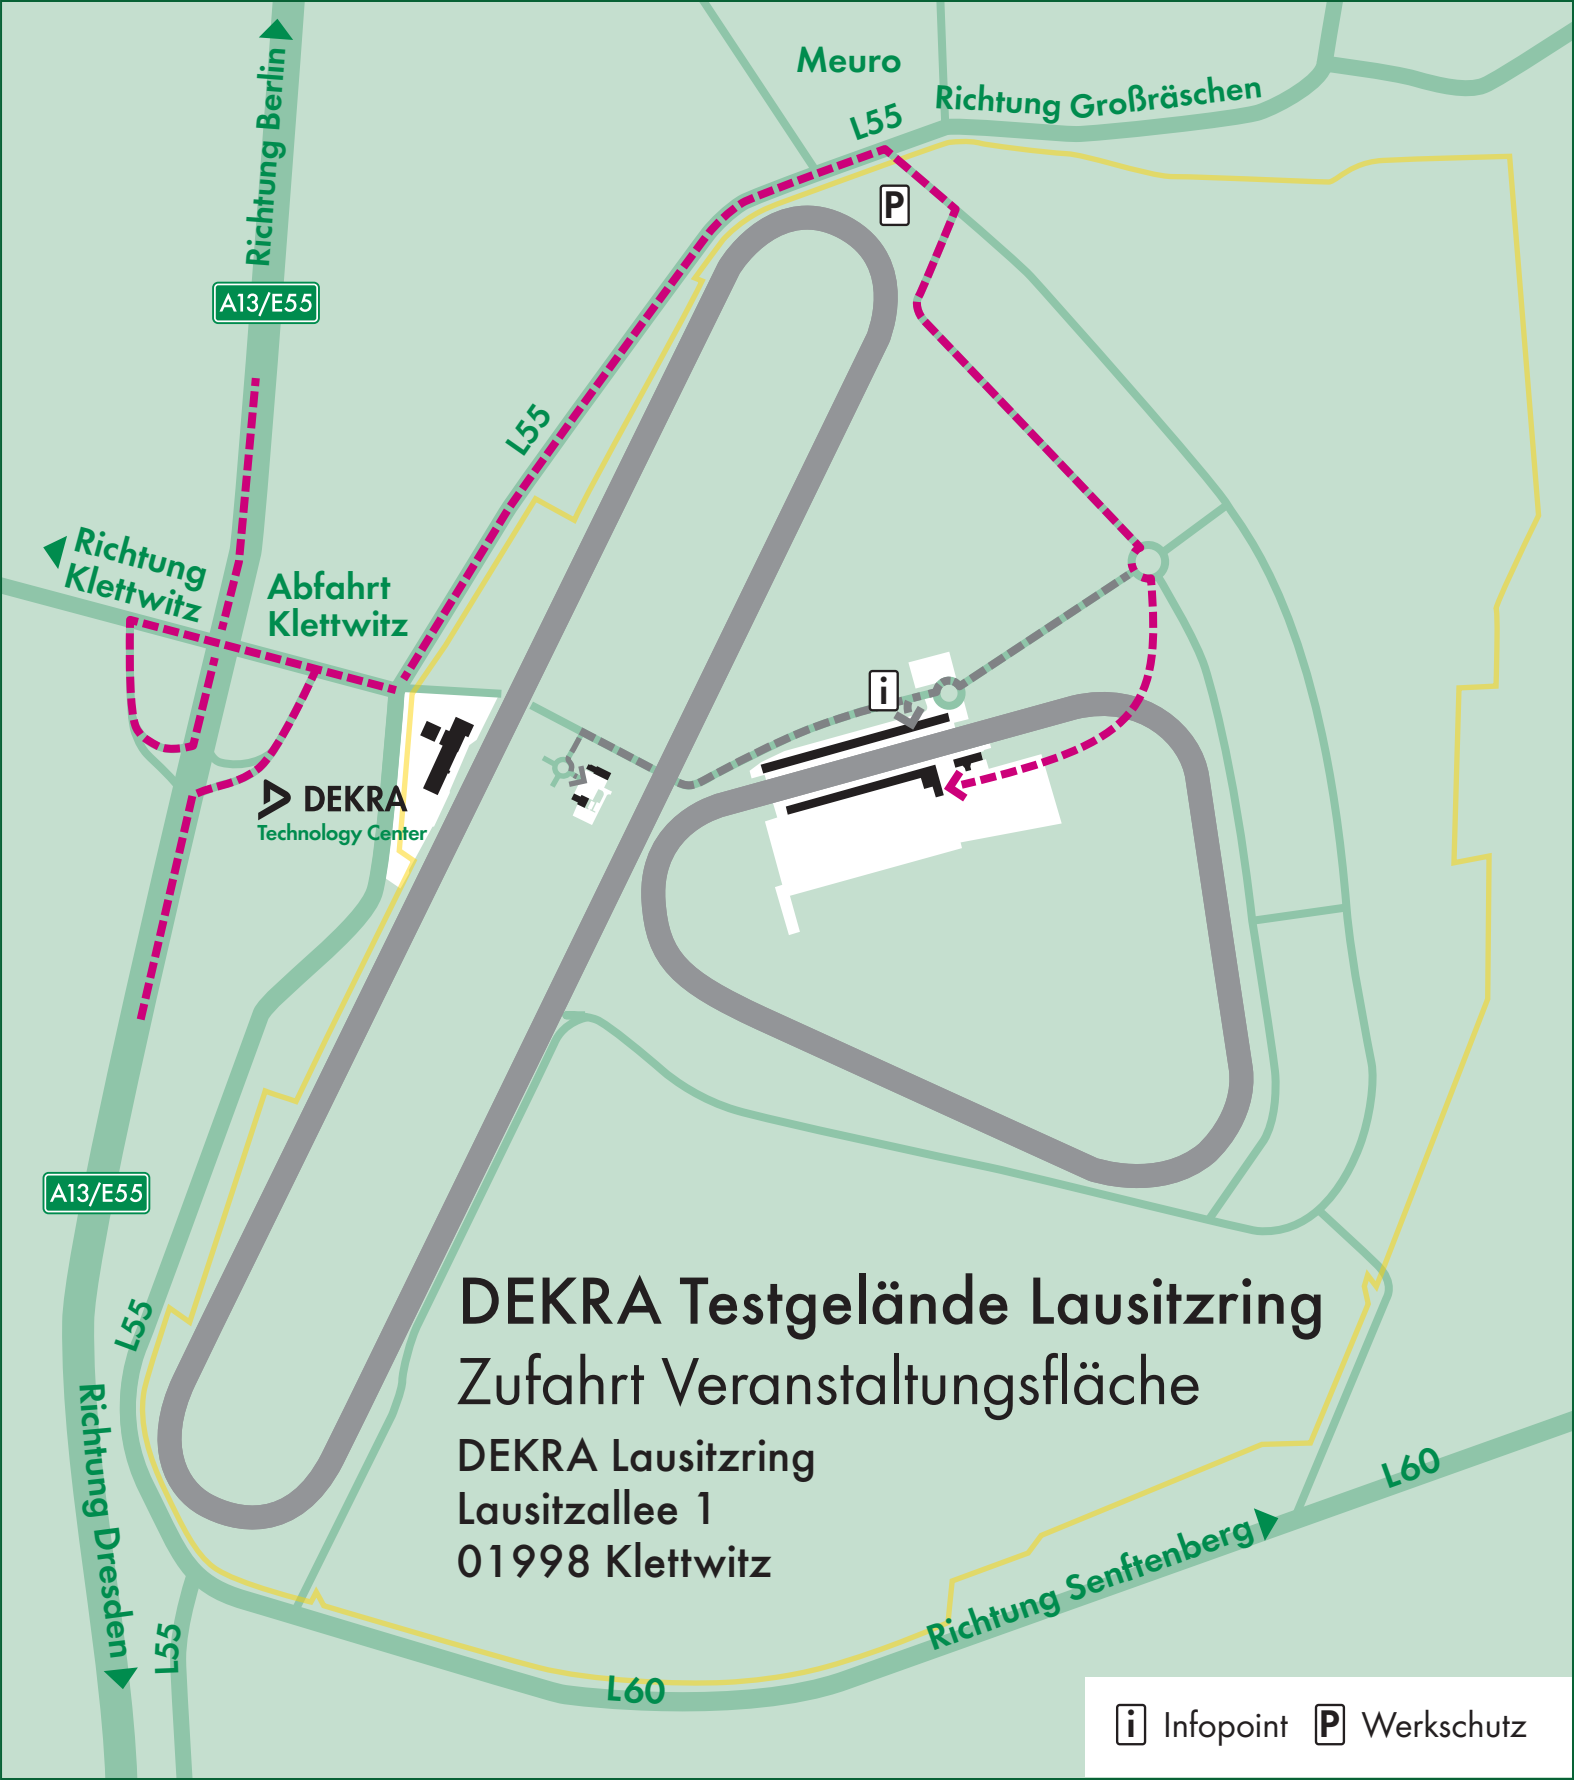 Meuro
Richtung Großräschen
L55
Richtung Berlin
P
A13/E55
L55
Richtung
Klettwitz
Abfahrt
Klettwitz
i
DEKRA
Technology Center
A13/E55
L55
Richtung Dresden
L55
DEKRA Testgelände Lausitzring
Zufahrt Veranstaltungsfläche
DEKRA Lausitzring
Lausitzallee 1
01998 Klettwitz
L60
Richtung Senftenberg
L60
i Infopoint P Werkschutz